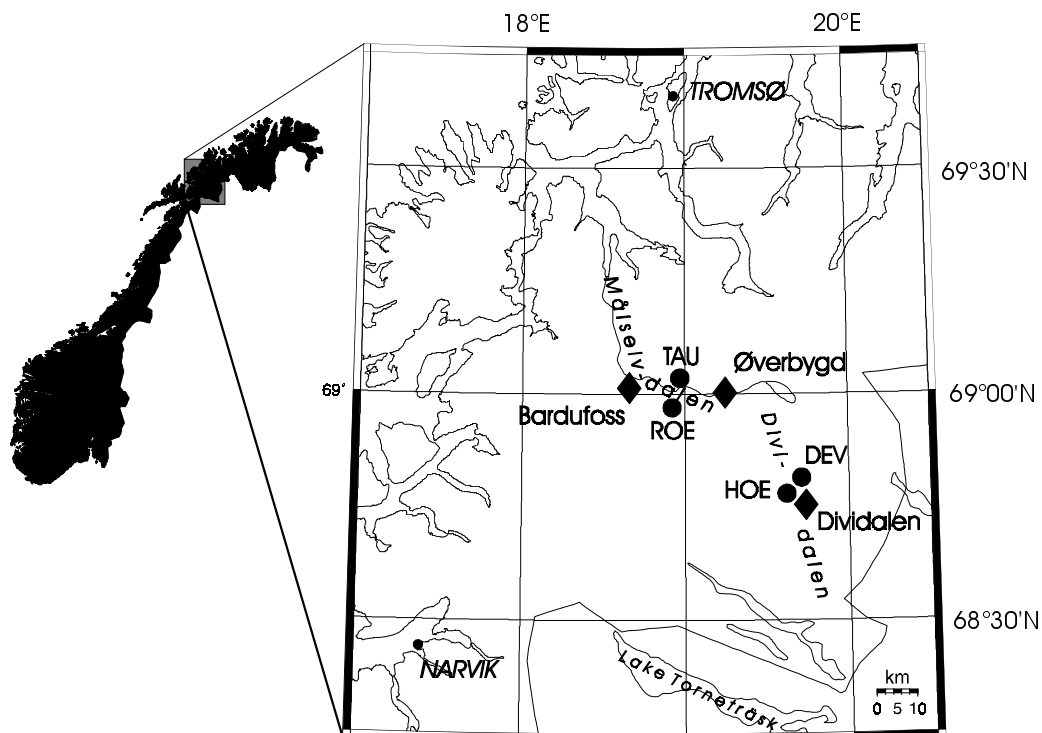 18°E
20°E
TROMSØ
69°30'N
Målselv-dalen
TAU
Øverbygd
69°
69°00'N
Bardufoss
ROE
Divi-
DEV
HOE
Dividalen
dalen
68°30'N
NARVIK
Lake Torneträsk
km
0 5 10